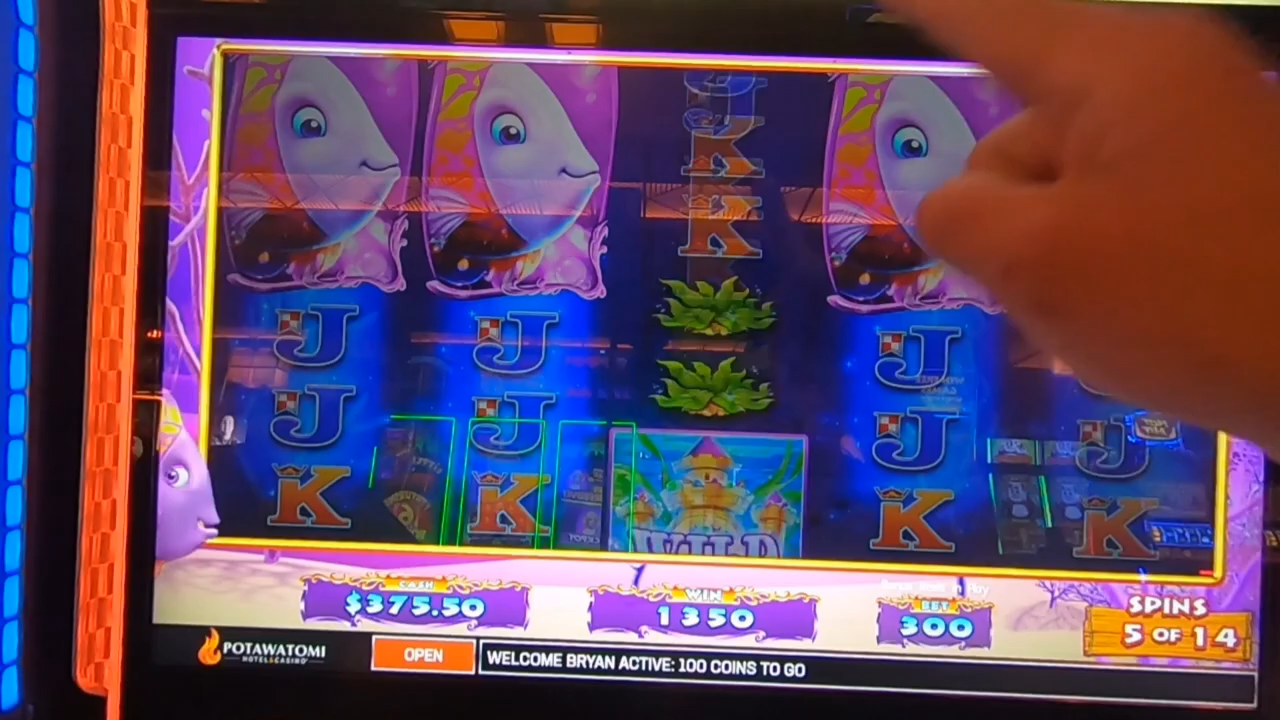 J
K
K
J
J
J
J
J
J
J
K
K
K
K
WILD
CASH
$375.50
WIN
1350
BET
300
SPINS
5 OF 14
POTAWATOMI
HOTEL & CASINO
OPEN
WELCOME BRYAN ACTIVE: 100 COINS TO GO